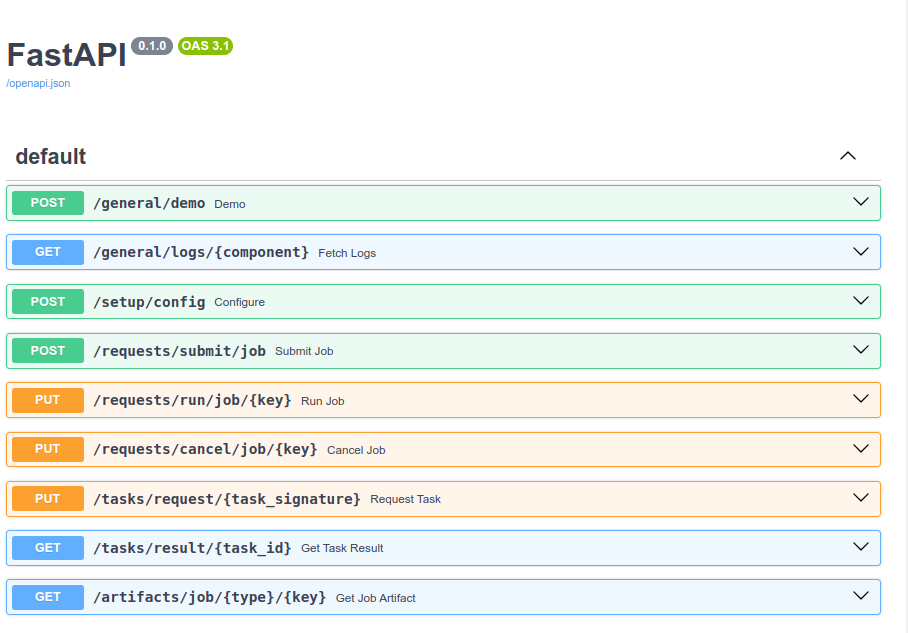 FastAPI 0.1.0 OAS 3.1
/openapi.json
default
POST /general/demo Demo
GET /general/logs/{component} Fetch Logs
POST /setup/config Configure
POST /requests/submit/job Submit Job
PUT /requests/run/job/{key} Run Job
PUT /requests/cancel/job/{key} Cancel Job
PUT /tasks/request/{task_signature} Request Task
GET /tasks/result/{task_id} Get Task Result
GET /artifacts/job/{type}/{key} Get Job Artifact